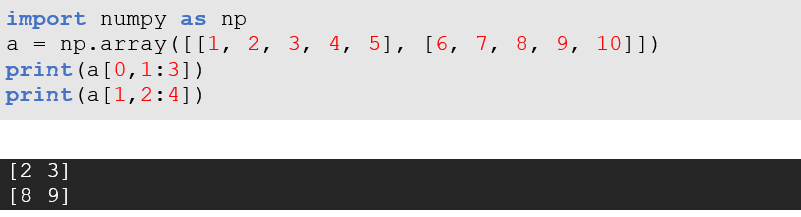 import numpy as np
a = np.array([[1, 2, 3, 4, 5], [6, 7, 8, 9, 10]])
print(a[0,1:3])
print(a[1,2:4])
[2 3]
[8 9]